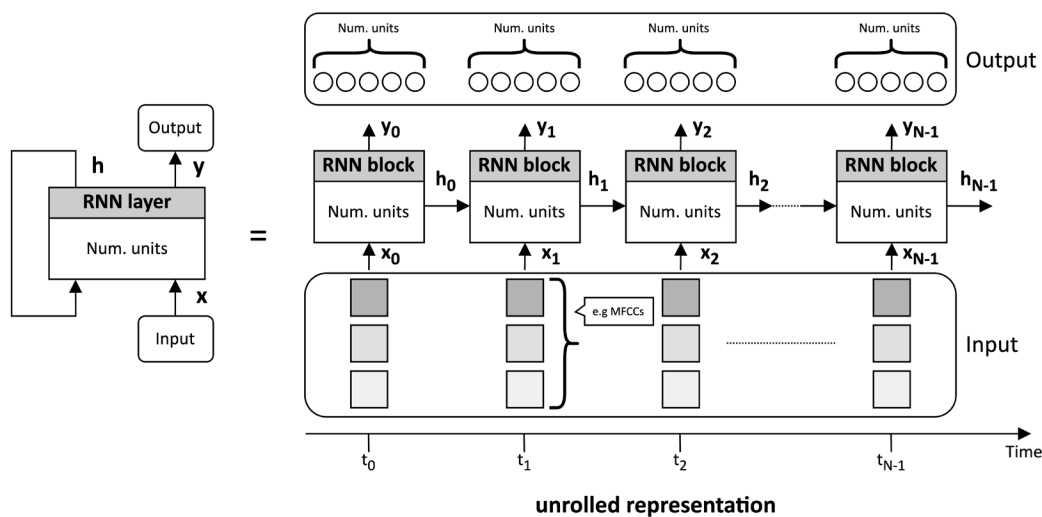 Num. units Num. units Num. units Num. units
Output
y0 y1 y2 yN-1
Output
RNN block RNN block RNN block RNN block
h y
h0 h1 h2 hN-1
RNN layer
Num. units Num. units Num. units Num. units
Num. units
=
x0 x1 x2 xN-1
x
e.g MFCCs
Input
Input
t0 t1 t2 tN-1
Time
unrolled representation